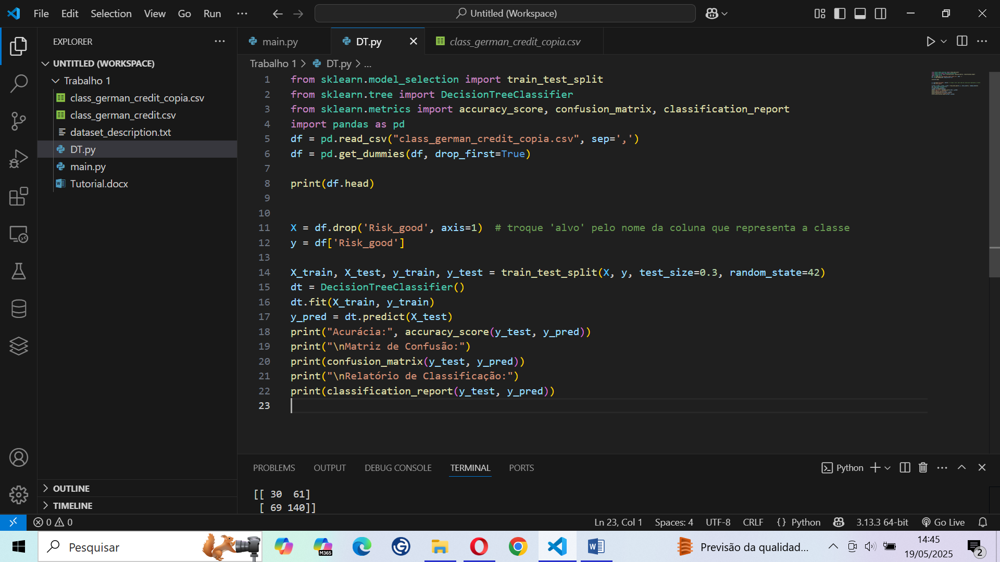 File Edit Selection View Go Run ··· Untitled (Workspace)
EXPLORER
UNTITLED (WORKSPACE)
Trabalho 1
class_german_credit_copia.csv
class_german_credit.csv
dataset_description.txt
DT.py
main.py
Tutorial.docx
OUTLINE
TIMELINE
main.py DT.py class_german_credit_copia.csv
Trabalho 1 > DT.py > ...
1 from sklearn.model_selection import train_test_split
2 from sklearn.tree import DecisionTreeClassifier
3 from sklearn.metrics import accuracy_score, confusion_matrix, classification_report
4 import pandas as pd
5 df = pd.read_csv("class_german_credit_copia.csv", sep=',')
6 df = pd.get_dummies(df, drop_first=True)
7
8 print(df.head)
9
10
11 X = df.drop('Risk_good', axis=1)  # troque 'alvo' pelo nome da coluna que representa a classe
12 y = df['Risk_good']
13
14 X_train, X_test, y_train, y_test = train_test_split(X, y, test_size=0.3, random_state=42)
15 dt = DecisionTreeClassifier()
16 dt.fit(X_train, y_train)
17 y_pred = dt.predict(X_test)
18 print("Acurácia:", accuracy_score(y_test, y_pred))
19 print("\nMatriz de Confusão:")
20 print(confusion_matrix(y_test, y_pred))
21 print("\nRelatório de Classificação:")
22 print(classification_report(y_test, y_pred))
23
PROBLEMS OUTPUT DEBUG CONSOLE TERMINAL PORTS Python
[[ 30  61]
 [ 69 140]]
0 0 Ln 23, Col 1 Spaces: 4 UTF-8 CRLF {} Python 3.13.3 64-bit Go Live
Pesquisar M365 Previsão da qualidad... 14:45
19/05/2025 2